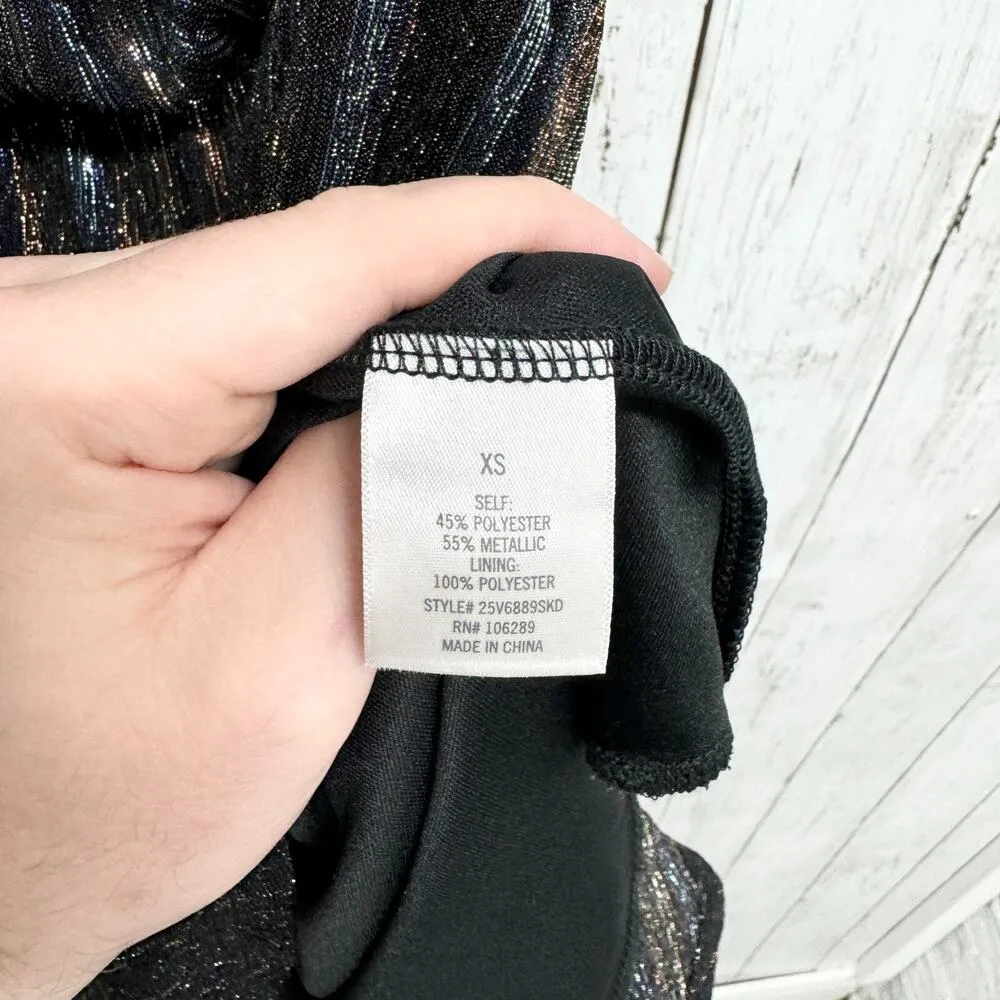 XS
SELF:
45% POLYESTER
55% METALLIC
LINING:
100% POLYESTER
STYLE# 25V6889SKD
RN# 106289
MADE IN CHINA